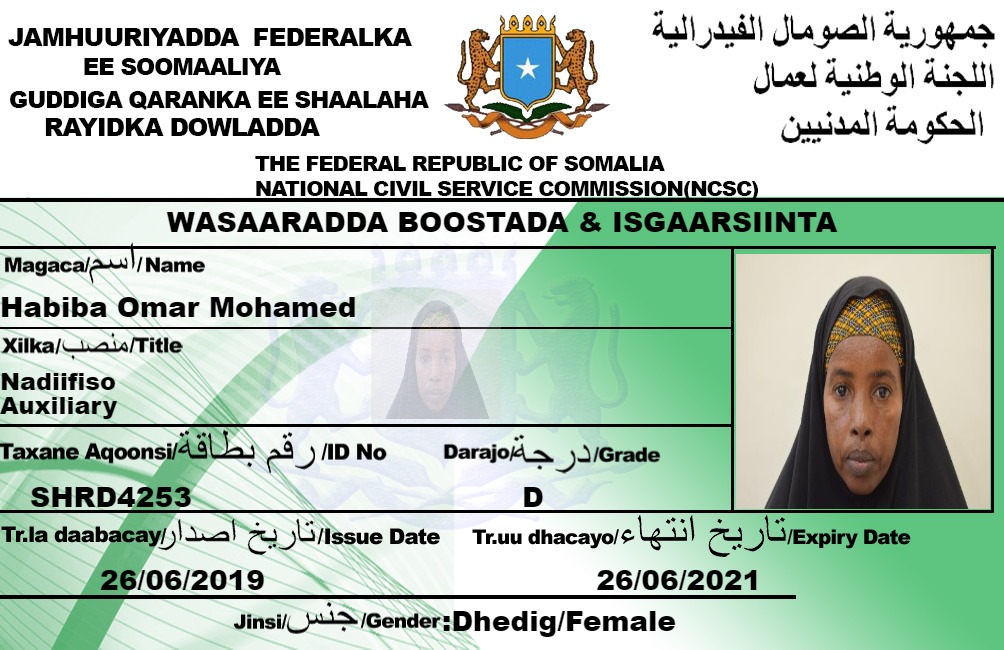 JAMHUURIYADDA FEDERALKA
EE SOOMAALIYA
GUDDIGA QARANKA EE SHAALAHA
RAYIDKA DOWLADDA
جمهورية الصومال الفيدرالية
اللجنة الوطنية لعمال
الحكومة المدنيين
THE FEDERAL REPUBLIC OF SOMALIA
NATIONAL CIVIL SERVICE COMMISSION(NCSC)
WASAARADDA BOOSTADA & ISGAARSIINTA
Magaca/اسم/Name
Habiba Omar Mohamed
Xilka/منصب/Title
Nadiifiso
Auxiliary
Taxane Aqoonsi/رقم بطاقة/ID No
Darajo/درجة/Grade
SHRD4253
D
Tr.la daabacay/تاريخ اصدار/Issue Date
Tr.uu dhacayo/تاريخ انتهاء/Expiry Date
26/06/2019
26/06/2021
Jinsi/جنس/Gender:Dhedig/Female